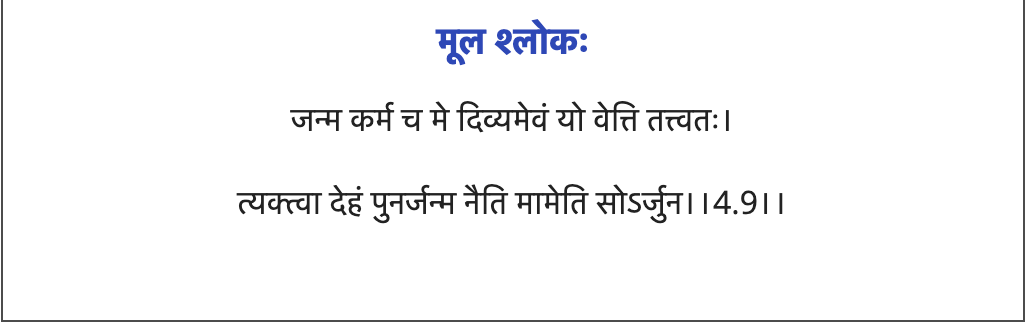 मूल श्लोकः
जन्म कर्म च मे दिव्यमेवं यो वेत्ति तत्त्वतः।
त्यक्त्वा देहं पुनर्जन्म नैति मामेति सोऽर्जुन।।4.9।।